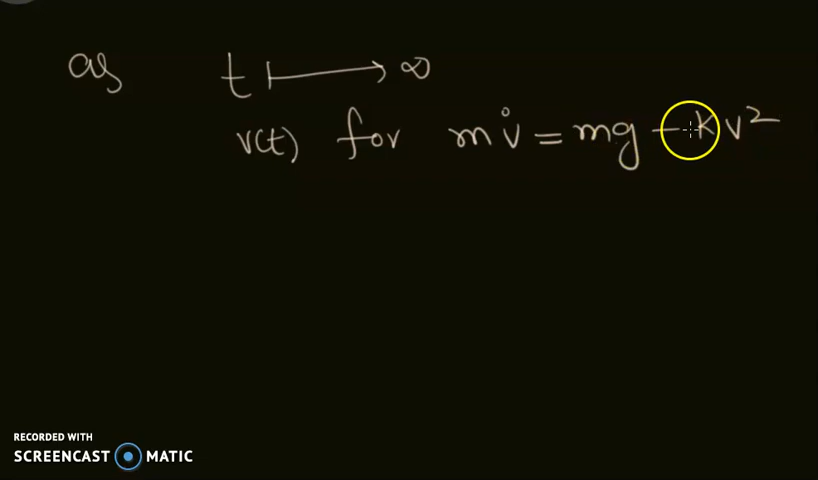 as t ↦ ∞
v(t) for mv̇ = mg - kv²
RECORDED WITH
SCREENCAST MATIC